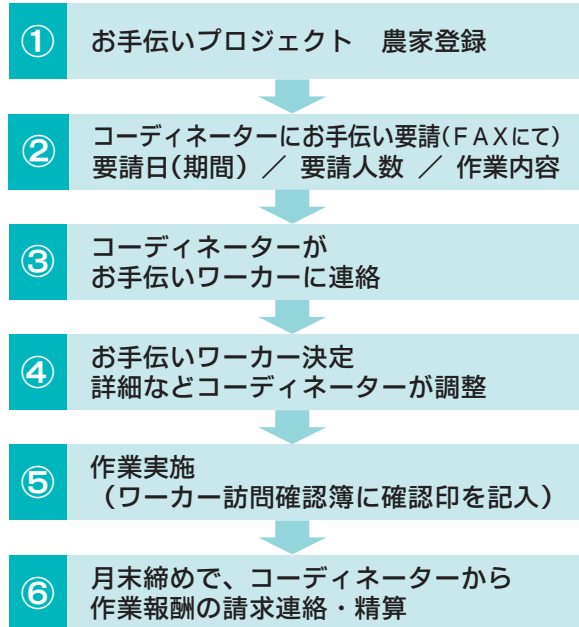 ① お手伝いプロジェクト　農家登録
② コーディネーターにお手伝い要請(ＦＡＸにて)
要請日(期間) ／ 要請人数 ／ 作業内容
③ コーディネーターが
お手伝いワーカーに連絡
④ お手伝いワーカー決定
詳細などコーディネーターが調整
⑤ 作業実施
（ワーカー訪問確認簿に確認印を記入）
⑥ 月末締めで、コーディネーターから
作業報酬の請求連絡・精算